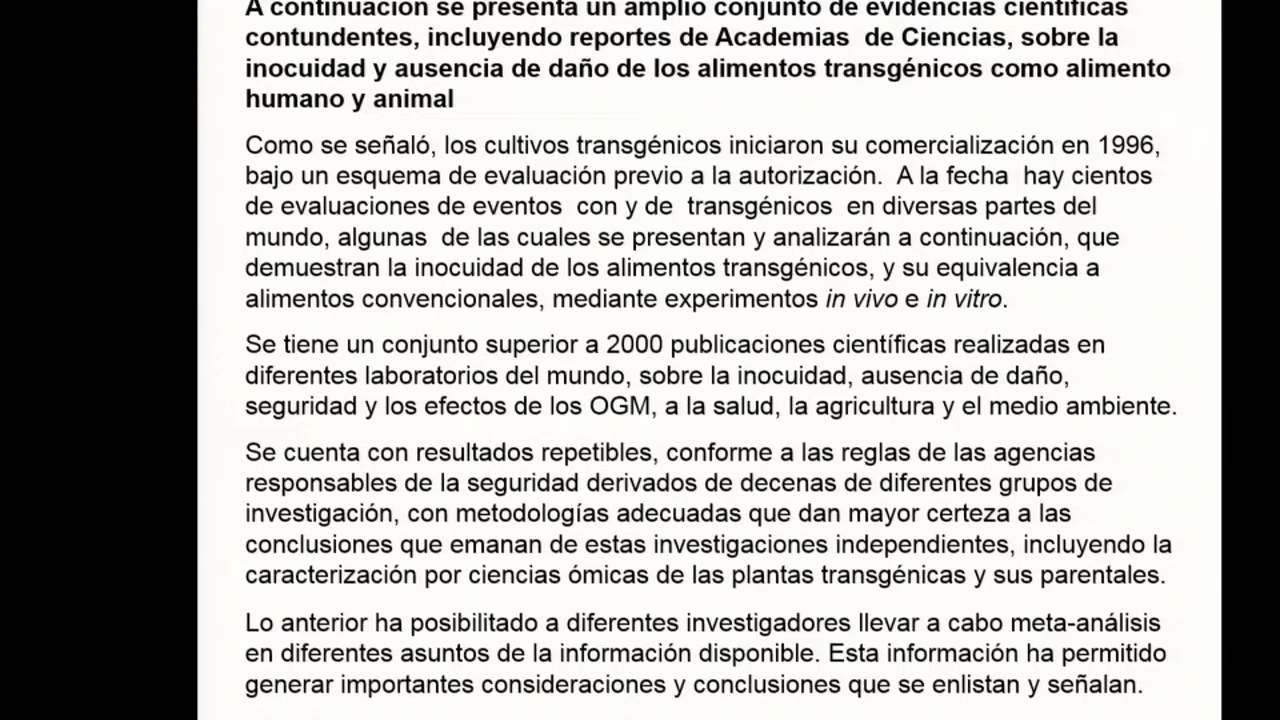 A continuación se presenta un amplio conjunto de evidencias científicas
contundentes, incluyendo reportes de Academias  de Ciencias, sobre la
inocuidad y ausencia de daño de los alimentos transgénicos como alimento
humano y animal
Como se señaló, los cultivos transgénicos iniciaron su comercialización en 1996,
bajo un esquema de evaluación previo a la autorización.  A la fecha  hay cientos
de evaluaciones de eventos  con y de  transgénicos  en diversas partes del
mundo, algunas  de las cuales se presentan y analizarán a continuación, que
demuestran la inocuidad de los alimentos transgénicos, y su equivalencia a
alimentos convencionales, mediante experimentos in vivo e in vitro.
Se tiene un conjunto superior a 2000 publicaciones científicas realizadas en
diferentes laboratorios del mundo, sobre la inocuidad, ausencia de daño,
seguridad y los efectos de los OGM, a la salud, la agricultura y el medio ambiente.
Se cuenta con resultados repetibles, conforme a las reglas de las agencias
responsables de la seguridad derivados de decenas de diferentes grupos de
investigación, con metodologías adecuadas que dan mayor certeza a las
conclusiones que emanan de estas investigaciones independientes, incluyendo la
caracterización por ciencias ómicas de las plantas transgénicas y sus parentales.
Lo anterior ha posibilitado a diferentes investigadores llevar a cabo meta-análisis
en diferentes asuntos de la información disponible. Esta información ha permitido
generar importantes consideraciones y conclusiones que se enlistan y señalan.